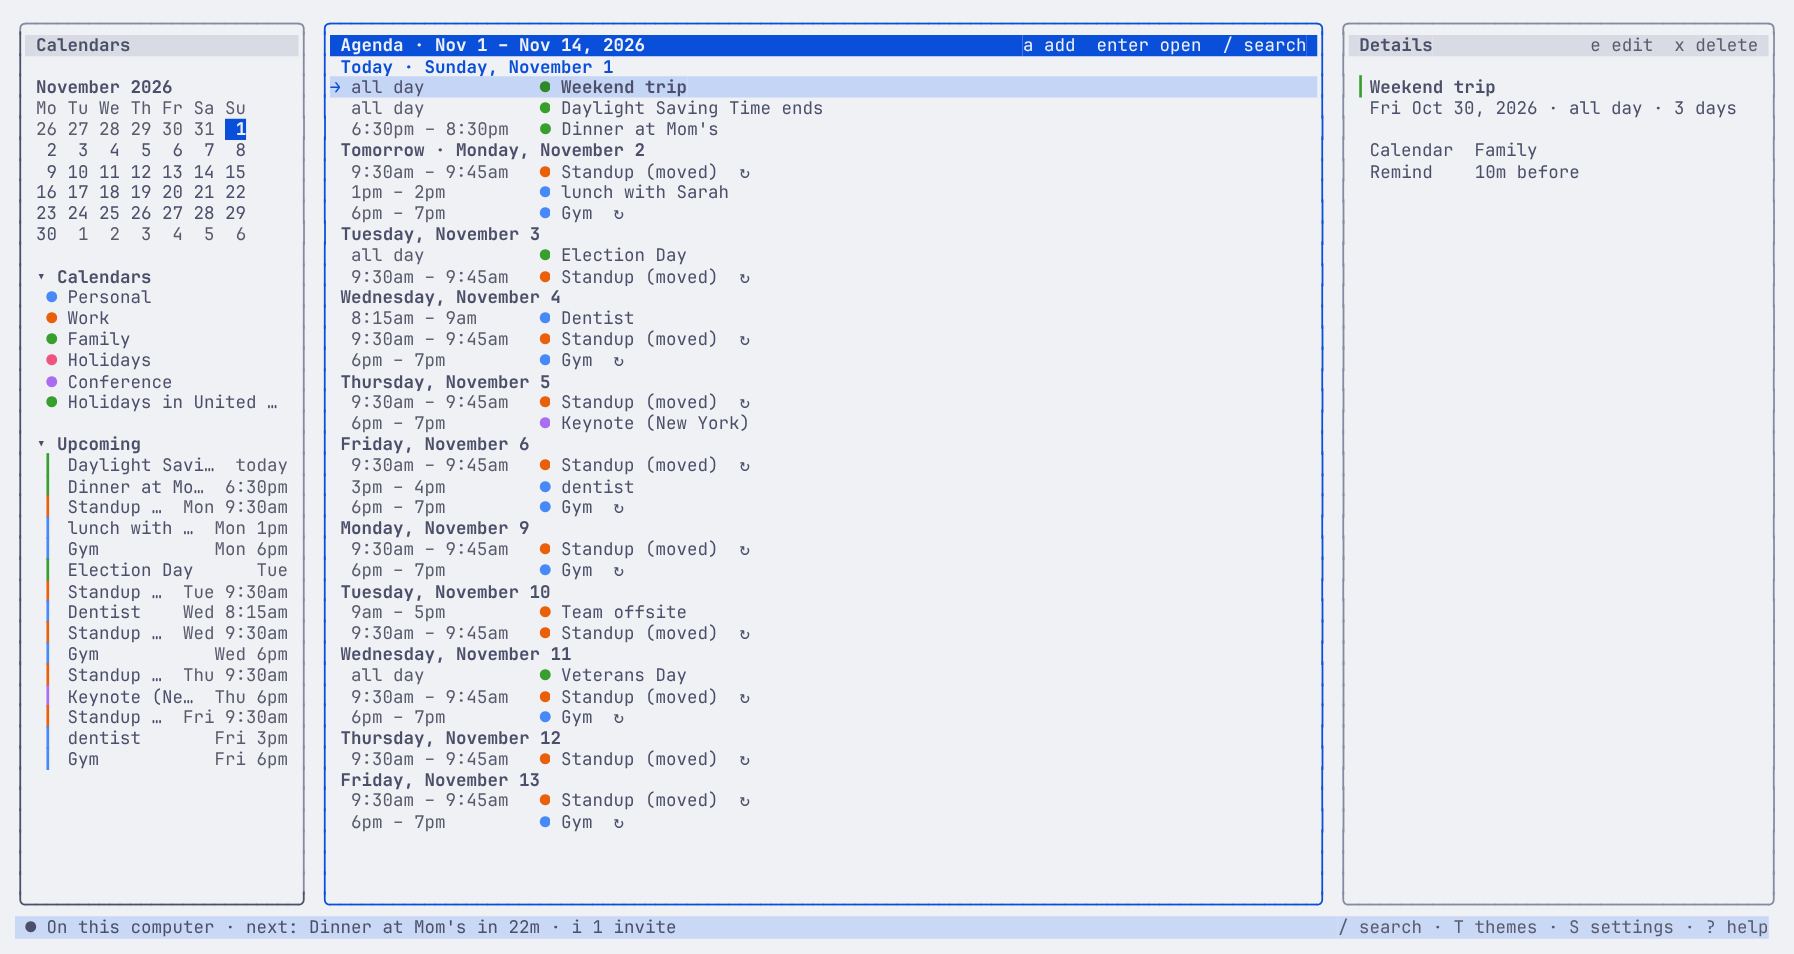 Calendars
November 2026
Mo Tu We Th Fr Sa Su
26 27 28 29 30 31 1
2 3 4 5 6 7 8
9 10 11 12 13 14 15
16 17 18 19 20 21 22
23 24 25 26 27 28 29
30 1 2 3 4 5 6
▾ Calendars
● Personal
● Work
● Family
● Holidays
● Conference
● Holidays in United …
▾ Upcoming
Daylight Savi… today
Dinner at Mo… 6:30pm
Standup … Mon 9:30am
lunch with … Mon 1pm
Gym Mon 6pm
Election Day Tue
Standup … Tue 9:30am
Dentist Wed 8:15am
Standup … Wed 9:30am
Gym Wed 6pm
Standup … Thu 9:30am
Keynote (Ne… Thu 6pm
Standup … Fri 9:30am
dentist Fri 3pm
Gym Fri 6pm
Agenda · Nov 1 – Nov 14, 2026 a add enter open / search
Today · Sunday, November 1
→ all day ● Weekend trip
all day ● Daylight Saving Time ends
6:30pm – 8:30pm ● Dinner at Mom's
Tomorrow · Monday, November 2
9:30am – 9:45am ● Standup (moved) ↻
1pm – 2pm ● lunch with Sarah
6pm – 7pm ● Gym ↻
Tuesday, November 3
all day ● Election Day
9:30am – 9:45am ● Standup (moved) ↻
Wednesday, November 4
8:15am – 9am ● Dentist
9:30am – 9:45am ● Standup (moved) ↻
6pm – 7pm ● Gym ↻
Thursday, November 5
9:30am – 9:45am ● Standup (moved) ↻
6pm – 7pm ● Keynote (New York)
Friday, November 6
9:30am – 9:45am ● Standup (moved) ↻
3pm – 4pm ● dentist
6pm – 7pm ● Gym ↻
Monday, November 9
9:30am – 9:45am ● Standup (moved) ↻
6pm – 7pm ● Gym ↻
Tuesday, November 10
9am – 5pm ● Team offsite
9:30am – 9:45am ● Standup (moved) ↻
Wednesday, November 11
all day ● Veterans Day
9:30am – 9:45am ● Standup (moved) ↻
6pm – 7pm ● Gym ↻
Thursday, November 12
9:30am – 9:45am ● Standup (moved) ↻
Friday, November 13
9:30am – 9:45am ● Standup (moved) ↻
6pm – 7pm ● Gym ↻
Details e edit x delete
Weekend trip
Fri Oct 30, 2026 · all day · 3 days
Calendar Family
Remind 10m before
● On this computer · next: Dinner at Mom's in 22m · i 1 invite / search · T themes · S settings · ? help